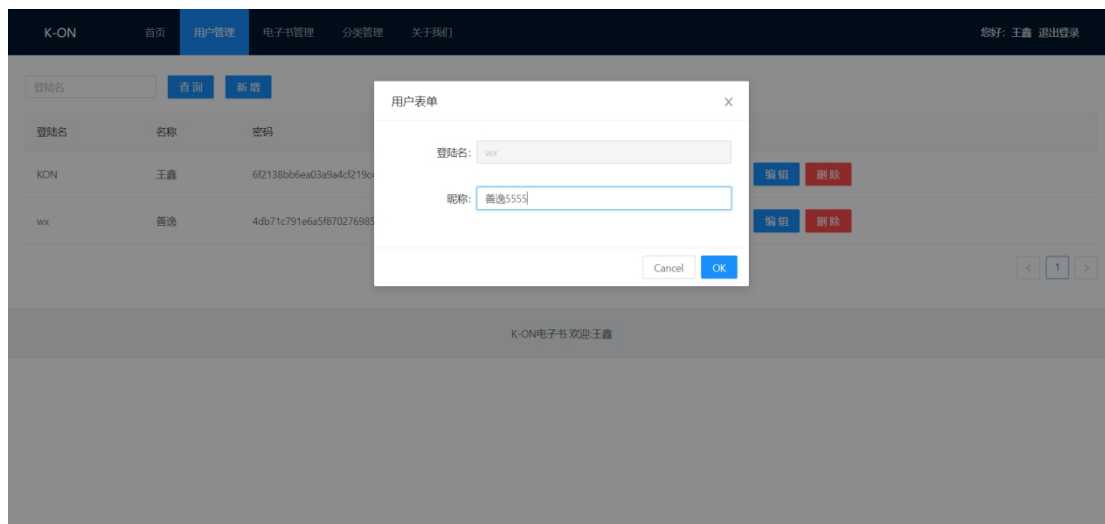 K-ON 首页 用户管理 电子书管理 分类管理 关于我们 您好：王鑫 退出登录
登陆名 查 询 新 增
用户表单
登陆名 名称 密码
登陆名： wx
KON 王鑫 6f2138bb6ea03a9a4cf219c 编 辑 删 除
昵称： 善逸5555
wx 善逸 4db71c791e6a5f870276985 编 辑 删 除
Cancel OK
< 1 >
K-ON电子书 欢迎:王鑫